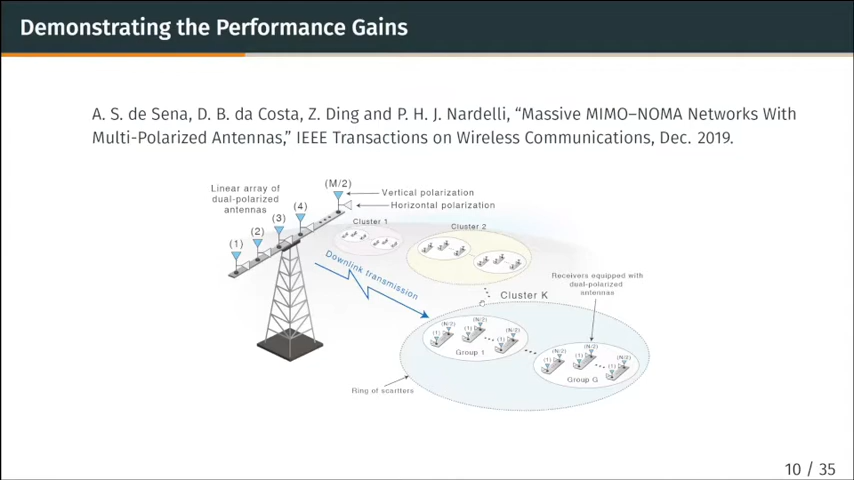 Demonstrating the Performance Gains
A. S. de Sena, D. B. da Costa, Z. Ding and P. H. J. Nardelli, “Massive MIMO–NOMA Networks With
Multi-Polarized Antennas,” IEEE Transactions on Wireless Communications, Dec. 2019.
Linear array of
dual-polarized
antennas
(M/2)
Vertical polarization
Horizontal polarization
(4)
(3)
(2)
(1)
Cluster 1
Cluster 2
Downlink transmission
Receivers equipped with
dual-polarized
antennas
Cluster K
(1)
(N/2)
(1)
(N/2)
(1)
(N/2)
Group 1
(1)
(N/2)
(1)
(N/2)
(1)
(N/2)
Group G
Ring of scartters
10 / 35